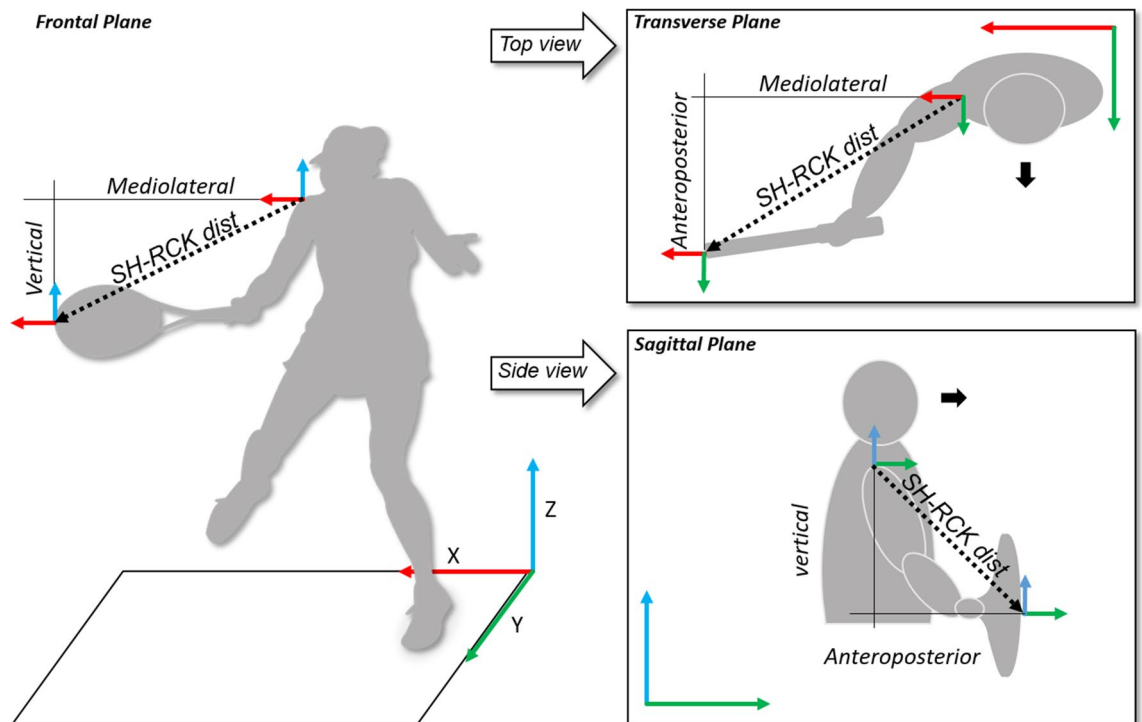 Frontal Plane
Mediolateral
Vertical
SH-RCK dist
X
Y
Z
Top view
Transverse Plane
Mediolateral
Anteroposterior
SH-RCK dist
Side view
Sagittal Plane
SH-RCK dist
vertical
Anteroposterior